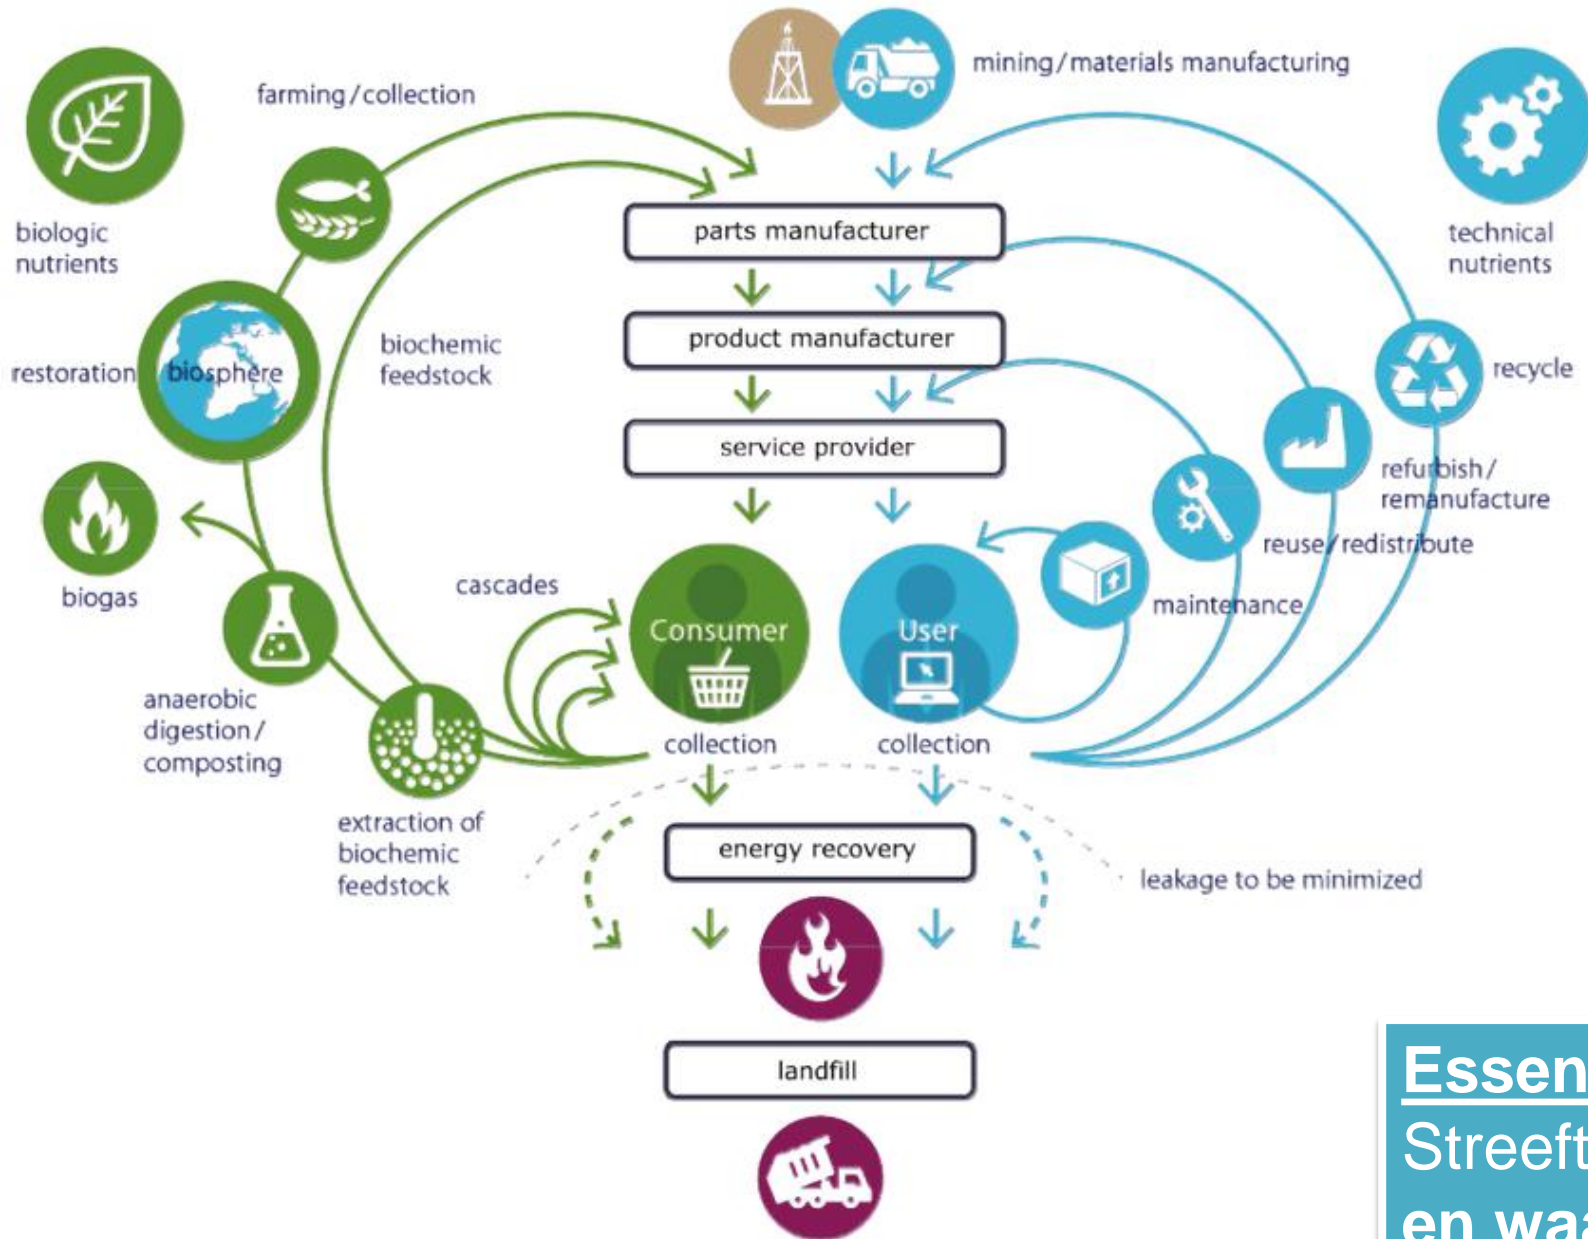 mining/materials manufacturing
farming/collection
biologic
nutrients
technical
nutrients
parts manufacturer
product manufacturer
service provider
biochemic
feedstock
restoration
biosphere
recycle
refurbish/
remanufacture
reuse/redistribute
maintenance
biogas
cascades
Consumer
User
anaerobic
digestion/
composting
collection
collection
extraction of
biochemic
feedstock
energy recovery
leakage to be minimized
landfill
Essen
Streeft
en waa